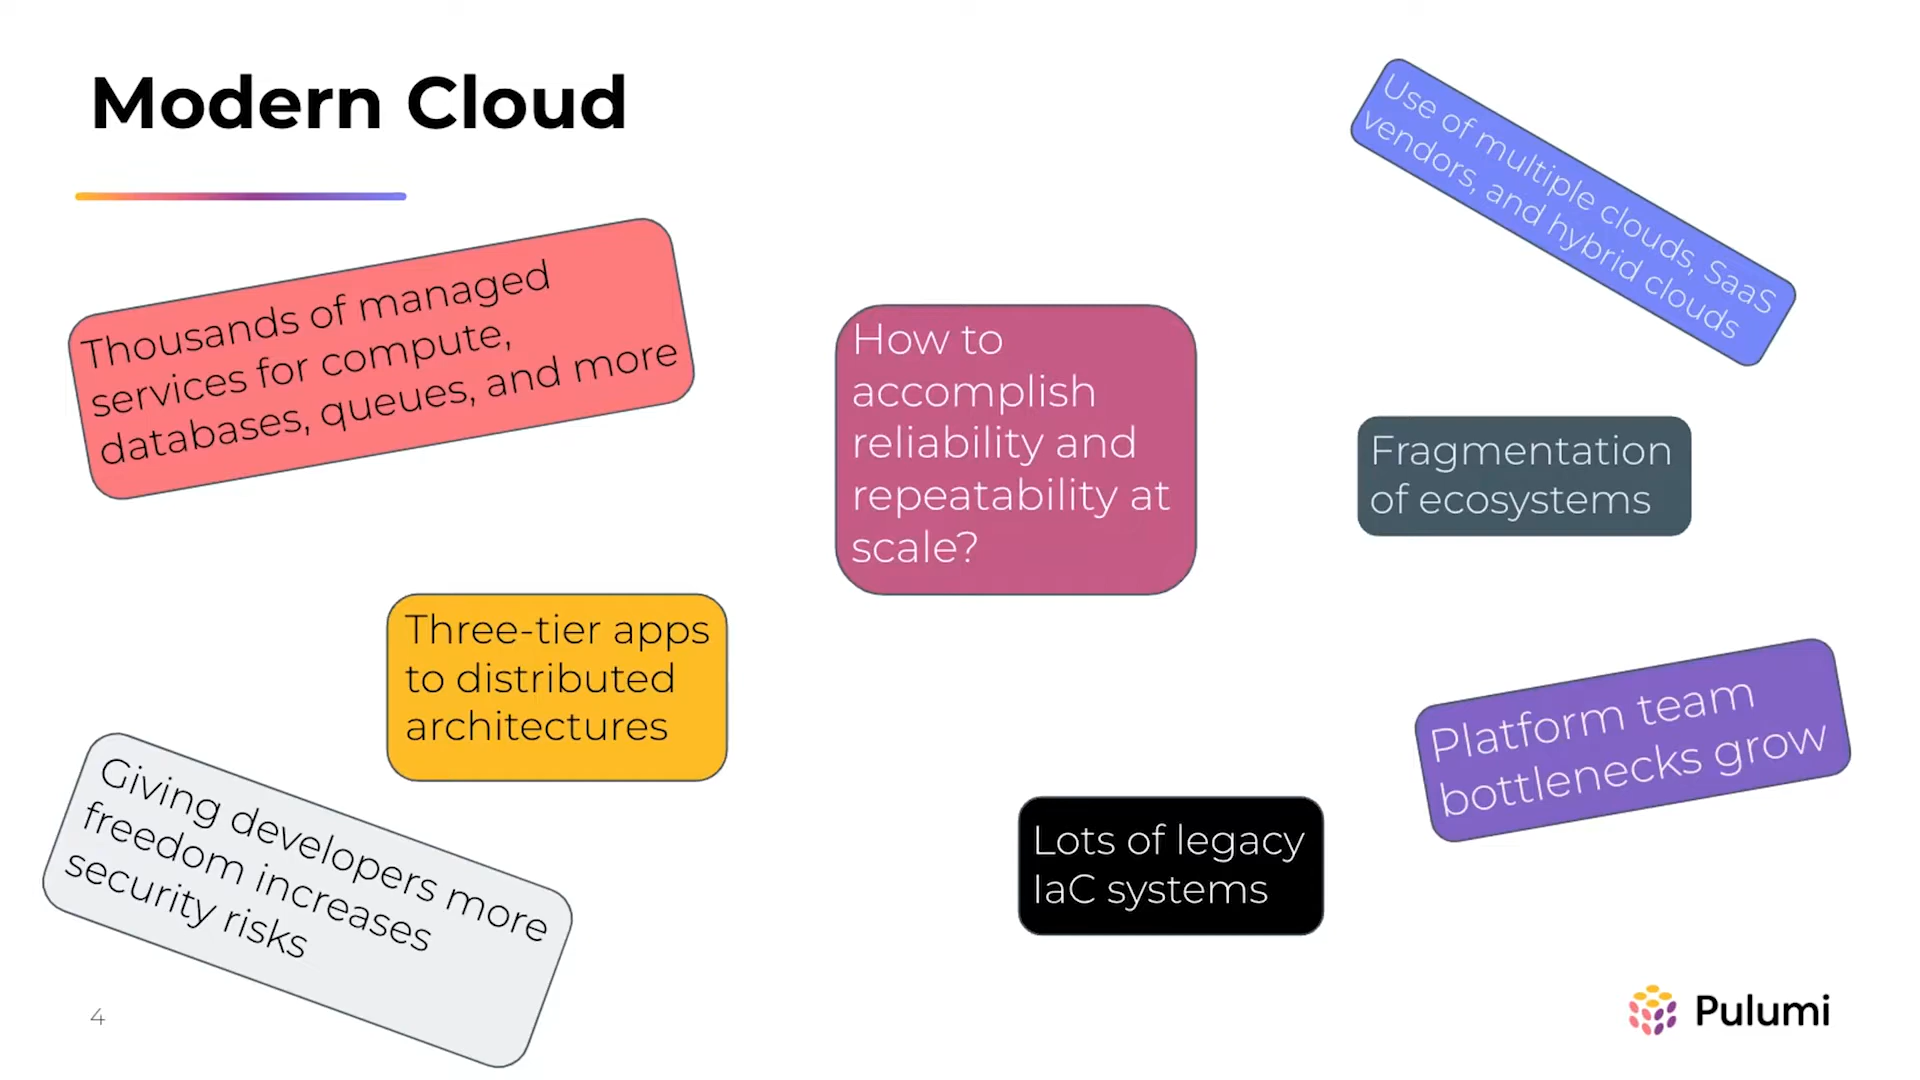 Modern Cloud
Use of multiple clouds, SaaS
vendors, and hybrid clouds
Thousands of managed
services for compute,
databases, queues, and more
How to
accomplish
reliability and
repeatability at
scale?
Fragmentation
of ecosystems
Three-tier apps
to distributed
architectures
Platform team
bottlenecks grow
Giving developers more
freedom increases
security risks
Lots of legacy
IaC systems
4
Pulumi